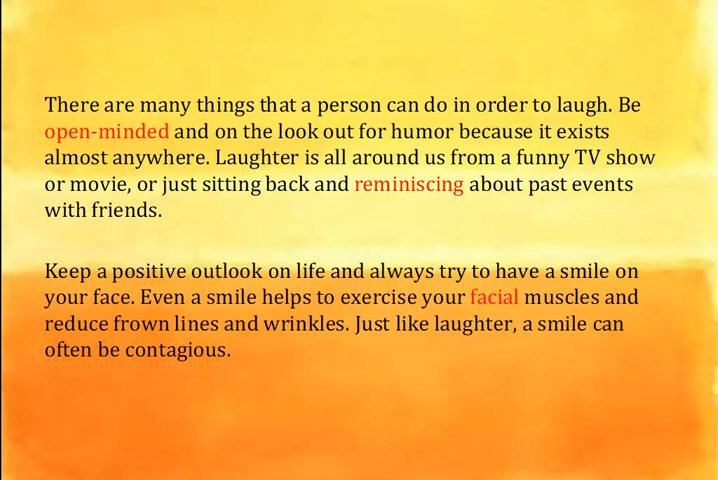 There are many things that a person can do in order to laugh. Be
open-minded and on the look out for humor because it exists
almost anywhere. Laughter is all around us from a funny TV show
or movie, or just sitting back and reminiscing about past events
with friends.
Keep a positive outlook on life and always try to have a smile on
your face. Even a smile helps to exercise your facial muscles and
reduce frown lines and wrinkles. Just like laughter, a smile can
often be contagious.